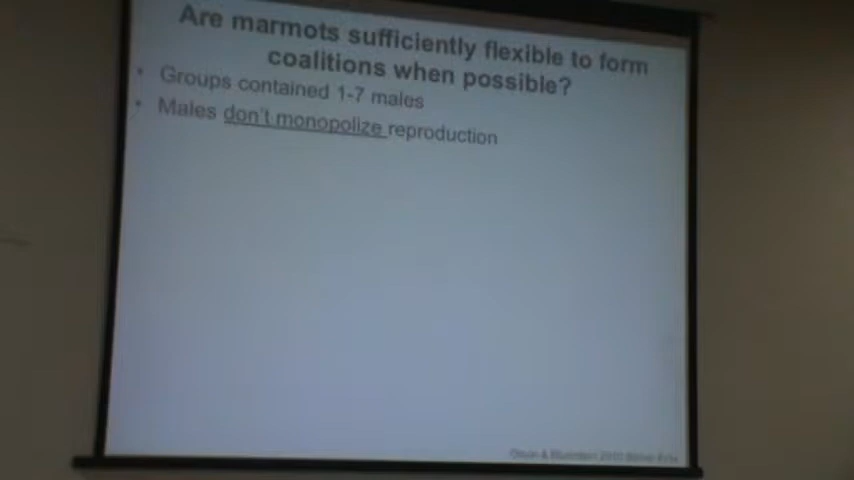 Are marmots sufficiently flexible to form
coalitions when possible?
• Groups contained 1-7 males
• Males don't monopolize reproduction